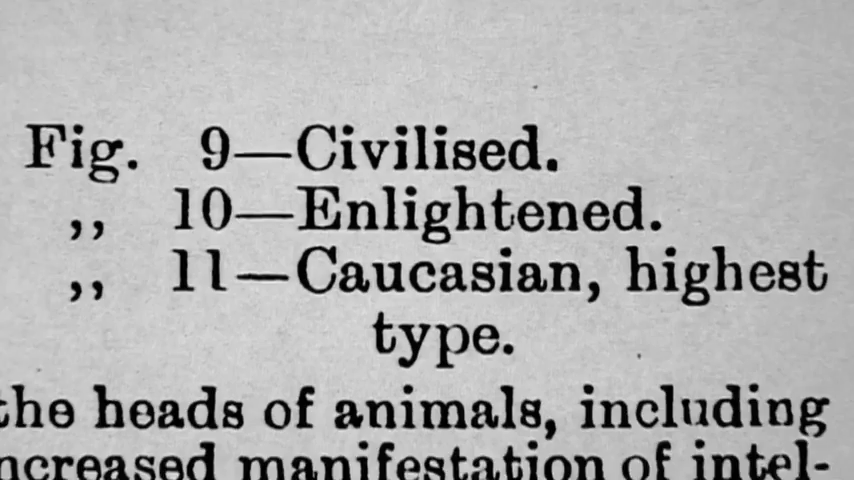 Fig. 9—Civilised.
,, 10—Enlightened.
,, 11—Caucasian, highest
type.
the heads of animals, including
ncreased manifestation of intel-